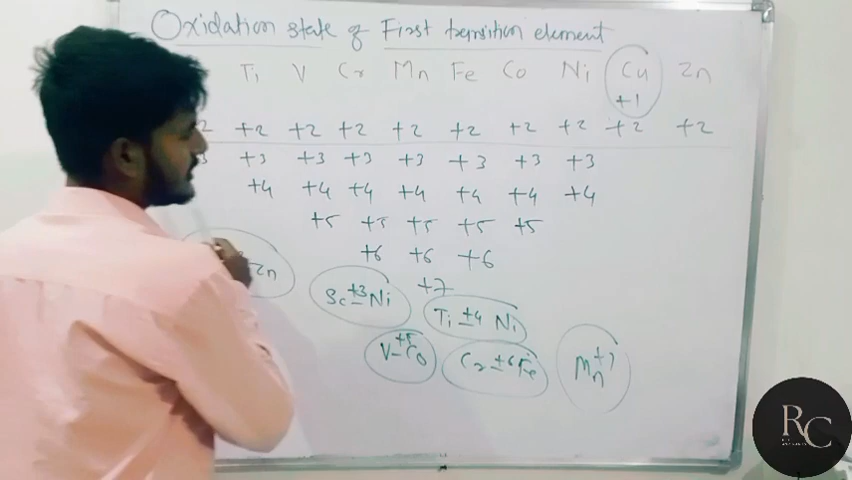 Oxidation state of First transition element
Ti V Cr Mn Fe Co Ni Cu Zn
+1
2 +2 +2 +2 +2 +2 +2 +2 +2 +2
3 +3 +3 +3 +3 +3 +3 +3
+4 +4 +4 +4 +4 +4 +4
+5 +5 +5 +5 +5
+6 +6 +6
+7
Zn
Sc +3 Ni
Ti +4 Ni
V +5 Co
Cr +6 Fe
Mn +7
RC